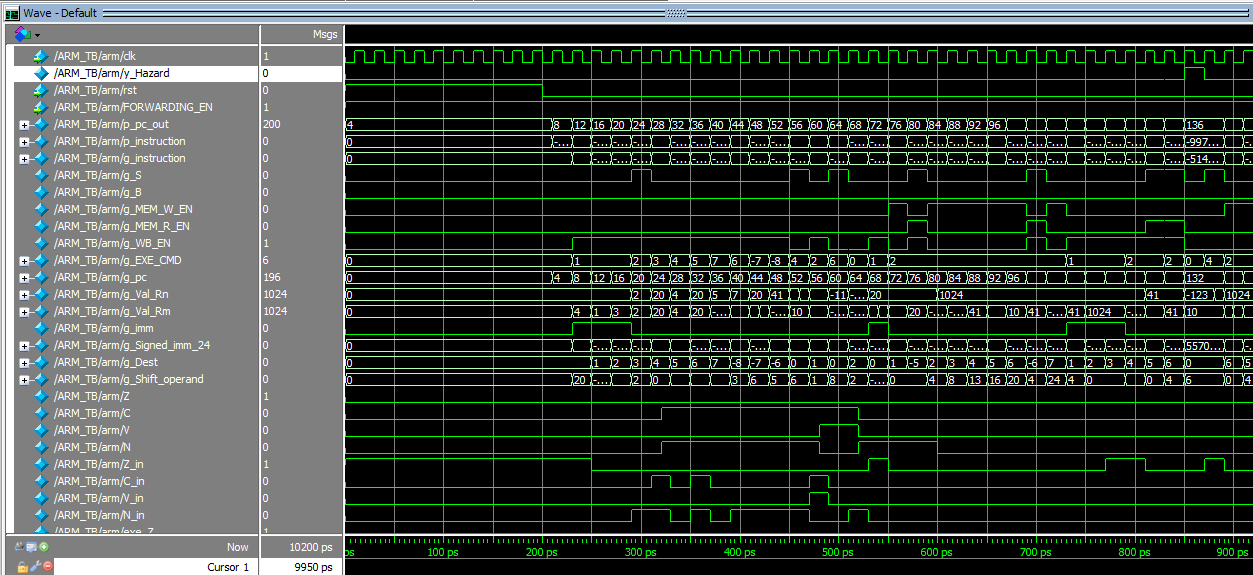 Wave - Default
Msgs
/ARM_TB/arm/clk 1
/ARM_TB/arm/y_Hazard 0
/ARM_TB/arm/rst 0
/ARM_TB/arm/FORWARDING_EN 1
/ARM_TB/arm/p_pc_out 200 4 8 12 16 20 24 28 32 36 40 44 48 52 56 60 64 68 72 76 80 84 88 92 96 136
/ARM_TB/arm/p_instruction 0 0 -997...
/ARM_TB/arm/g_instruction 0 0 -514...
/ARM_TB/arm/g_S 0
/ARM_TB/arm/g_B 0
/ARM_TB/arm/g_MEM_W_EN 0
/ARM_TB/arm/g_MEM_R_EN 0
/ARM_TB/arm/g_WB_EN 1
/ARM_TB/arm/g_EXE_CMD 6 0 1 2 3 4 5 7 6 -7 -8 4 2 6 0 1 2 1 2 2 0 4 2
/ARM_TB/arm/g_pc 196 0 4 8 12 16 20 24 28 32 36 40 44 48 52 56 60 64 68 72 76 80 84 88 92 96 132
/ARM_TB/arm/g_Val_Rn 1024 0 2 20 4 20 5 7 20 41 -11 -... 20 1024 41 -123 1024
/ARM_TB/arm/g_Val_Rm 1024 0 4 1 3 2 20 4 20 -... 10 20 -... 41 10 41 -... 41 1024 -... 41 10
/ARM_TB/arm/g_imm 0
/ARM_TB/arm/g_Signed_imm_24 0 0 5570...
/ARM_TB/arm/g_Dest 0 0 1 2 3 4 5 6 7 -8 -7 -6 0 1 0 0 2 0 1 -5 2 3 4 5 6 -6 -7 1 2 3 4 5 6 0 6 5
/ARM_TB/arm/g_Shift_operand 0 0 20 -... 2 0 3 6 5 6 1 8 2 -... 0 4 8 13 16 20 4 24 4 0 0 4 6 0 4
/ARM_TB/arm/Z 1
/ARM_TB/arm/C 0
/ARM_TB/arm/V 0
/ARM_TB/arm/N 0
/ARM_TB/arm/Z_in 1
/ARM_TB/arm/C_in 0
/ARM_TB/arm/V_in 0
/ARM_TB/arm/N_in 0
/ARM_TB/arm/exe_Z 1
Now 10200 ps ps 100 ps 200 ps 300 ps 400 ps 500 ps 600 ps 700 ps 800 ps 900 ps
Cursor 1 9950 ps